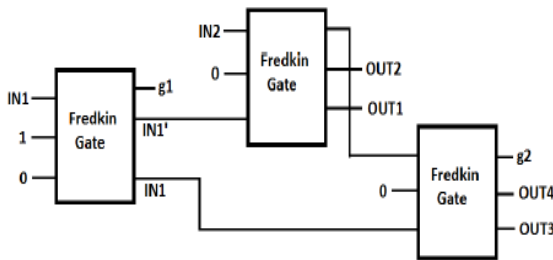 IN2
0
Fredkin
Gate
OUT2
OUT1
IN1
1
0
Fredkin
Gate
g1
IN1'
IN1
0
Fredkin
Gate
g2
OUT4
OUT3